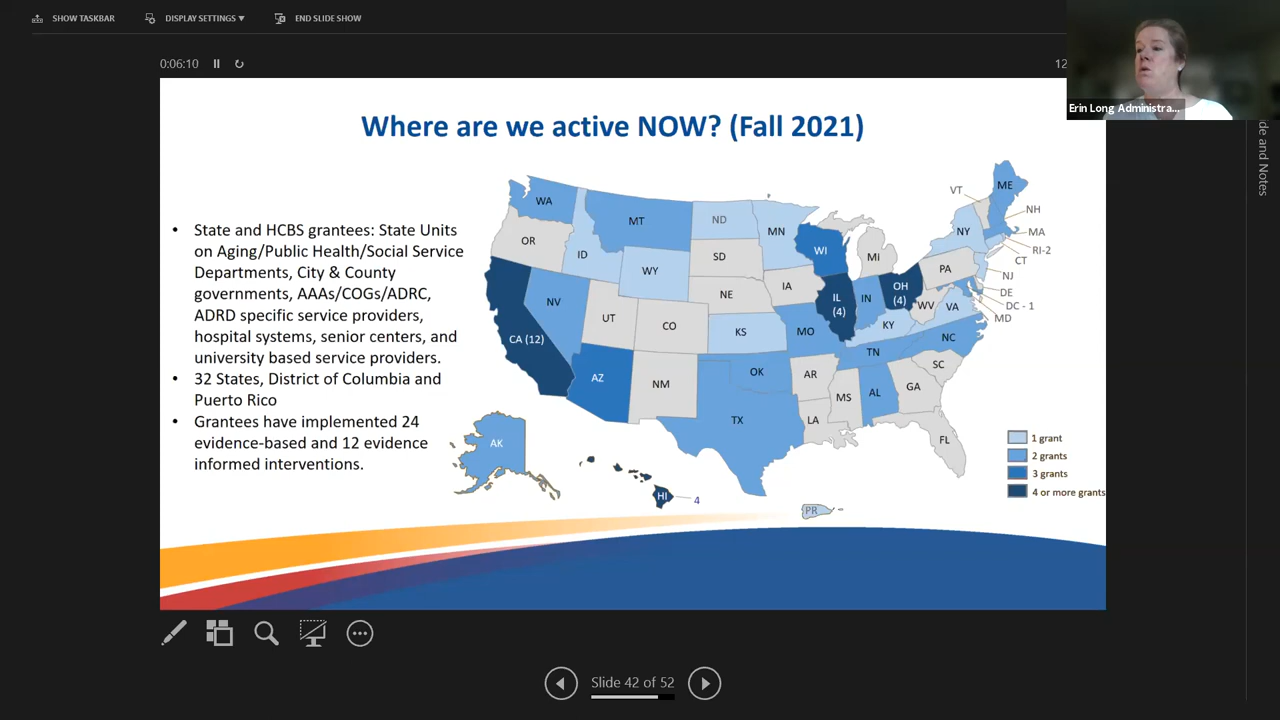 SHOW TASKBAR
DISPLAY SETTINGS ▼
END SLIDE SHOW
0:06:10
12
Erin Long Administra...
ide and Notes
Where are we active NOW? (Fall 2021)
• State and HCBS grantees: State Units
on Aging/Public Health/Social Service
Departments, City & County
governments, AAAs/COGs/ADRC,
ADRD specific service providers,
hospital systems, senior centers, and
university based service providers.
• 32 States, District of Columbia and
Puerto Rico
• Grantees have implemented 24
evidence-based and 12 evidence
informed interventions.
WA
OR
ID
MT
WY
ND
SD
NE
KS
MN
IA
WI
MI
IL
(4)
IN
OH
(4)
PA
NY
VT
ME
NH
MA
RI-2
CT
NJ
DE
DC - 1
MD
WV
VA
KY
NC
TN
SC
GA
AL
MS
FL
LA
AR
MO
OK
TX
NM
CO
UT
AZ
NV
CA (12)
AK
HI
4
PR
1 grant
2 grants
3 grants
4 or more grants
Slide 42 of 52